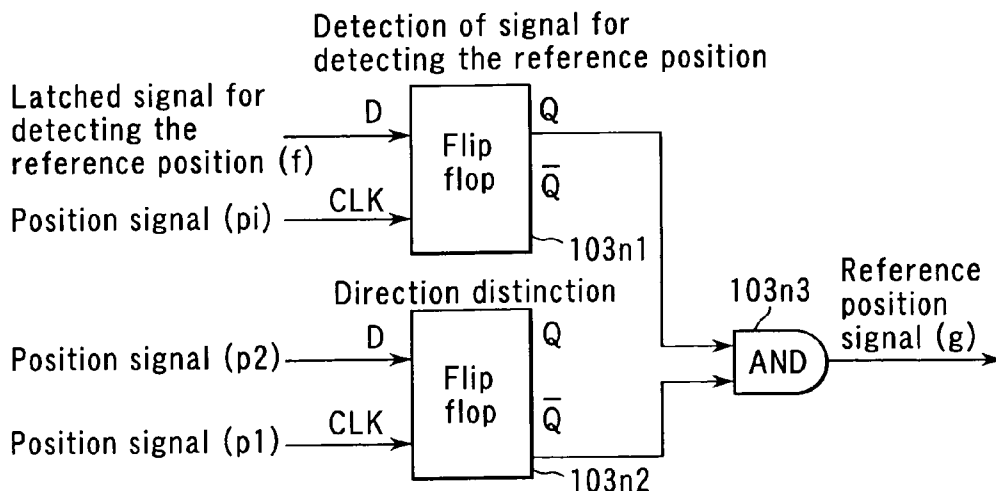 Detection of signal for
detecting the reference position
Latched signal for
detecting the
reference position (f)
D
Q
Flip
flop
Q̅
Position signal (pi)
CLK
103n1
Direction distinction
Position signal (p2)
D
Q
Flip
flop
Q̅
Position signal (p1)
CLK
103n2
103n3
AND
Reference
position
signal (g)